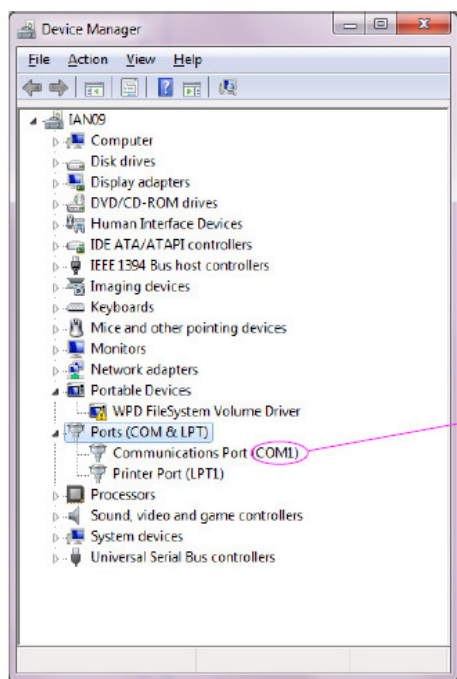 Device Manager
File Action View Help
IAN09
Computer
Disk drives
Display adapters
DVD/CD-ROM drives
Human Interface Devices
IDE ATA/ATAPI controllers
IEEE 1394 Bus host controllers
Imaging devices
Keyboards
Mice and other pointing devices
Monitors
Network adapters
Portable Devices
WPD FileSystem Volume Driver
Ports (COM & LPT)
Communications Port (COM1)
Printer Port (LPT1)
Processors
Sound, video and game controllers
System devices
Universal Serial Bus controllers